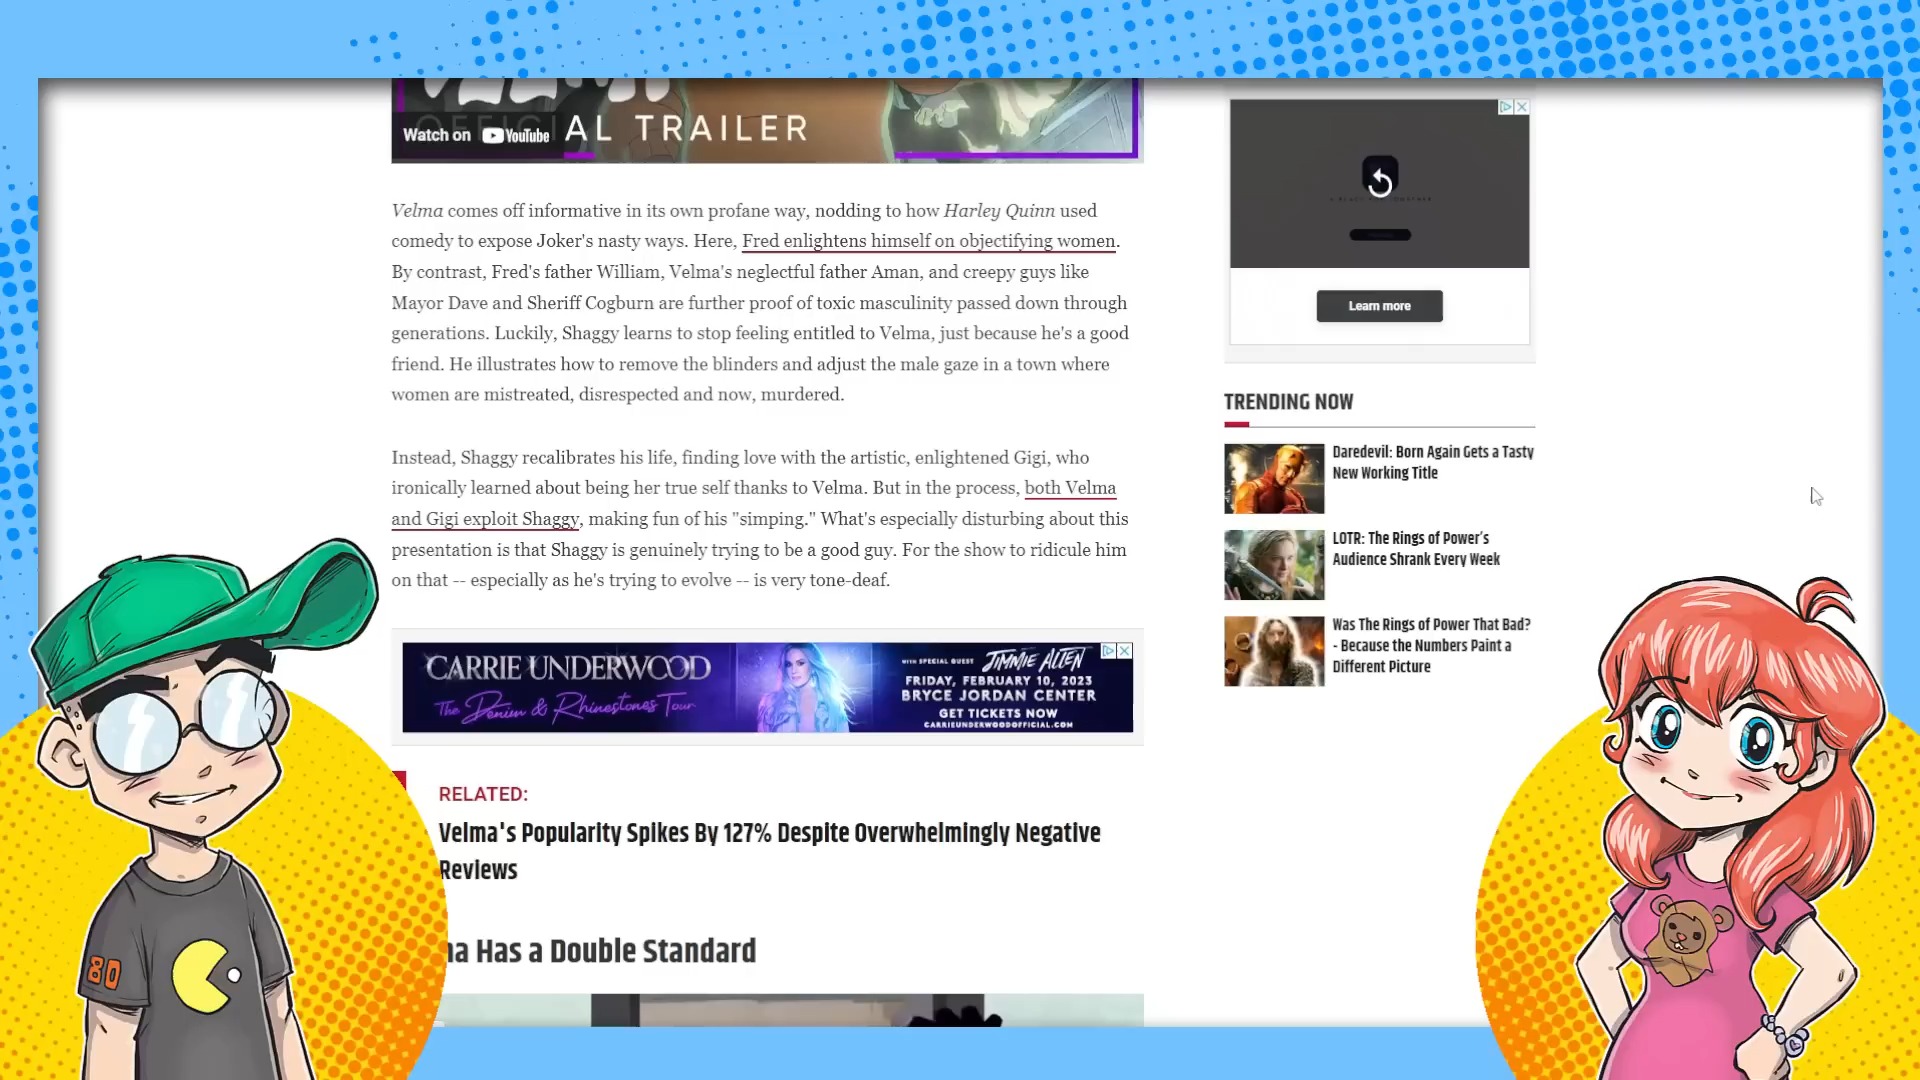 Watch on YouTube
OFFICIAL TRAILER
Velma comes off informative in its own profane way, nodding to how Harley Quinn used
comedy to expose Joker's nasty ways. Here, Fred enlightens himself on objectifying women.
By contrast, Fred's father William, Velma's neglectful father Aman, and creepy guys like
Mayor Dave and Sheriff Cogburn are further proof of toxic masculinity passed down through
generations. Luckily, Shaggy learns to stop feeling entitled to Velma, just because he's a good
friend. He illustrates how to remove the blinders and adjust the male gaze in a town where
women are mistreated, disrespected and now, murdered.
Instead, Shaggy recalibrates his life, finding love with the artistic, enlightened Gigi, who
ironically learned about being her true self thanks to Velma. But in the process, both Velma
and Gigi exploit Shaggy, making fun of his "simping." What's especially disturbing about this
presentation is that Shaggy is genuinely trying to be a good guy. For the show to ridicule him
on that -- especially as he's trying to evolve -- is very tone-deaf.
CARRIE UNDERWOOD
The Denim & Rhinestones Tour
WITH SPECIAL GUEST JIMMIE ALLEN
FRIDAY, FEBRUARY 10, 2023
BRYCE JORDAN CENTER
GET TICKETS NOW
CARRIEUNDERWOODOFFICIAL.COM
RELATED:
Velma's Popularity Spikes By 127% Despite Overwhelmingly Negative
Reviews
na Has a Double Standard
Learn more
TRENDING NOW
Daredevil: Born Again Gets a Tasty
New Working Title
LOTR: The Rings of Power's
Audience Shrank Every Week
Was The Rings of Power That Bad?
- Because the Numbers Paint a
Different Picture
80